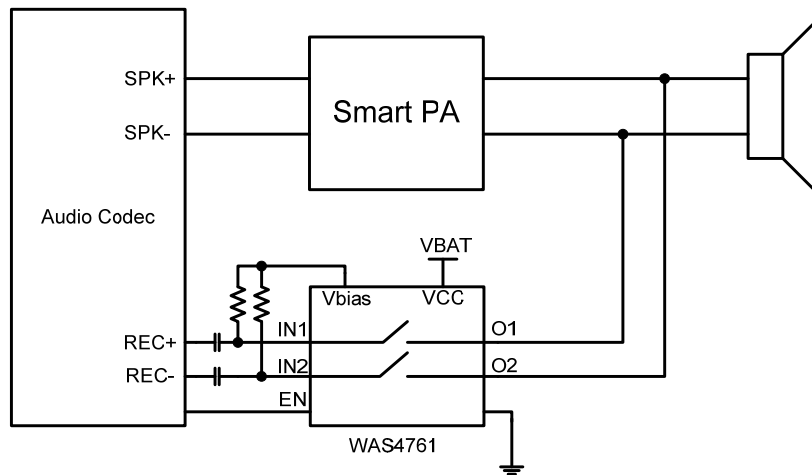 SPK+
SPK-
Smart PA
Audio Codec
VBAT
Vbias
VCC
REC+
IN1
O1
REC-
IN2
O2
EN
WAS4761